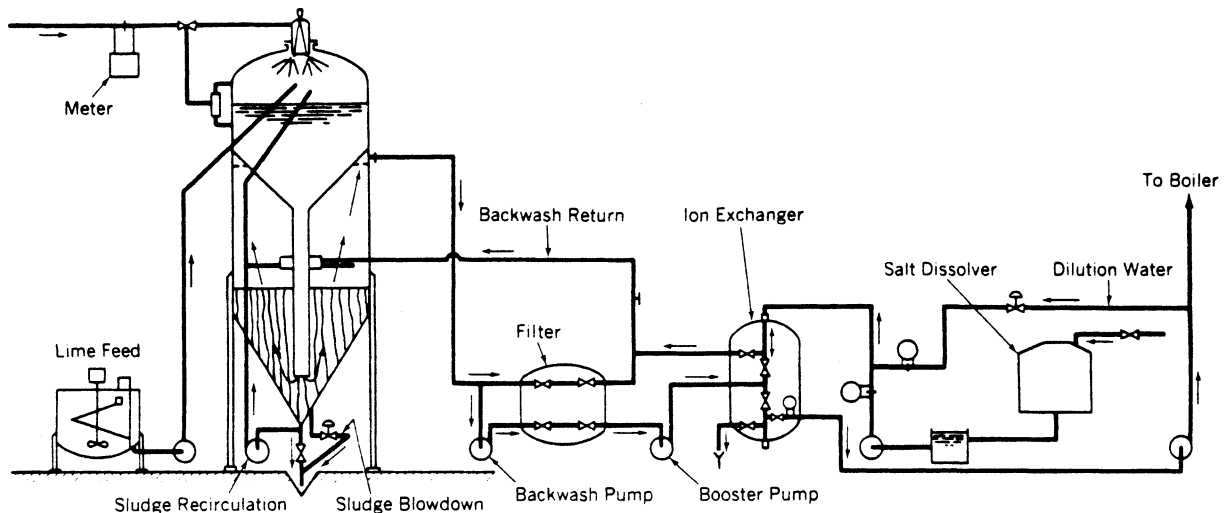 Meter
To Boiler
Backwash Return
Ion Exchanger
Salt Dissolver
Dilution Water
Filter
Lime Feed
Sludge Recirculation
Sludge Blowdown
Backwash Pump
Booster Pump